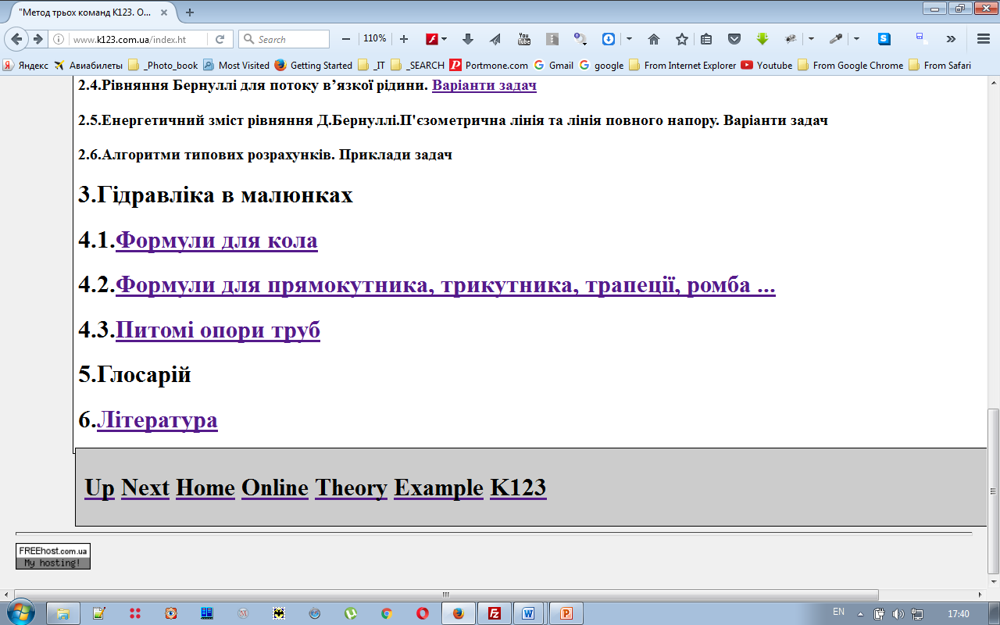 "Метод трьох команд K123. О...
www.k123.com.ua/index.ht
Search
110%
Яндекс Авиабилеты _Photo_book Most Visited Getting Started _IT _SEARCH Portmone.com Gmail google From Internet Explorer Youtube From Google Chrome From Safari
2.4.Рівняння Бернуллі для потоку в’язкої рідини. Варіанти задач
2.5.Енергетичний зміст рівняння Д.Бернуллі.П'єзометрична лінія та лінія повного напору. Варіанти задач
2.6.Алгоритми типових розрахунків. Приклади задач
3.Гідравліка в малюнках
4.1.Формули для кола
4.2.Формули для прямокутника, трикутника, трапеції, ромба ...
4.3.Питомі опори труб
5.Глосарій
6.Література
Up Next Home Online Theory Example K123
FREEhost.com.ua
My hosting!
EN 17:40